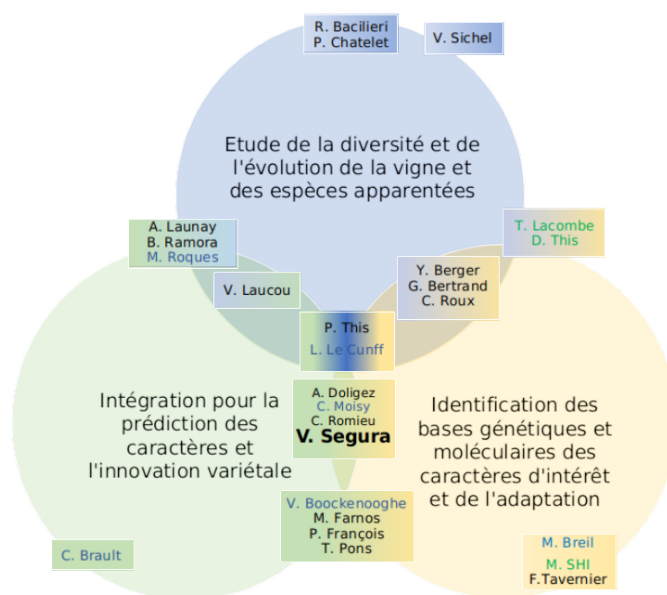 R. Bacilieri
P. Chatelet
V. Sichel
Etude de la diversité et de
l'évolution de la vigne et
des espèces apparentées
A. Launay
B. Ramora
M. Roques
T. Lacombe
D. This
V. Laucou
Y. Berger
G. Bertrand
C. Roux
P. This
L. Le Cunff
Intégration pour la
prédiction des
caractères et
l'innovation variétale
A. Doligez
C. Moisy
C. Romieu
V. Segura
Identification des
bases génétiques et
moléculaires des
caractères d'intérêt
et de l'adaptation
V. Boockenooghe
M. Farnos
P. François
T. Pons
C. Brault
M. Breil
M. SHI
F.Tavernier